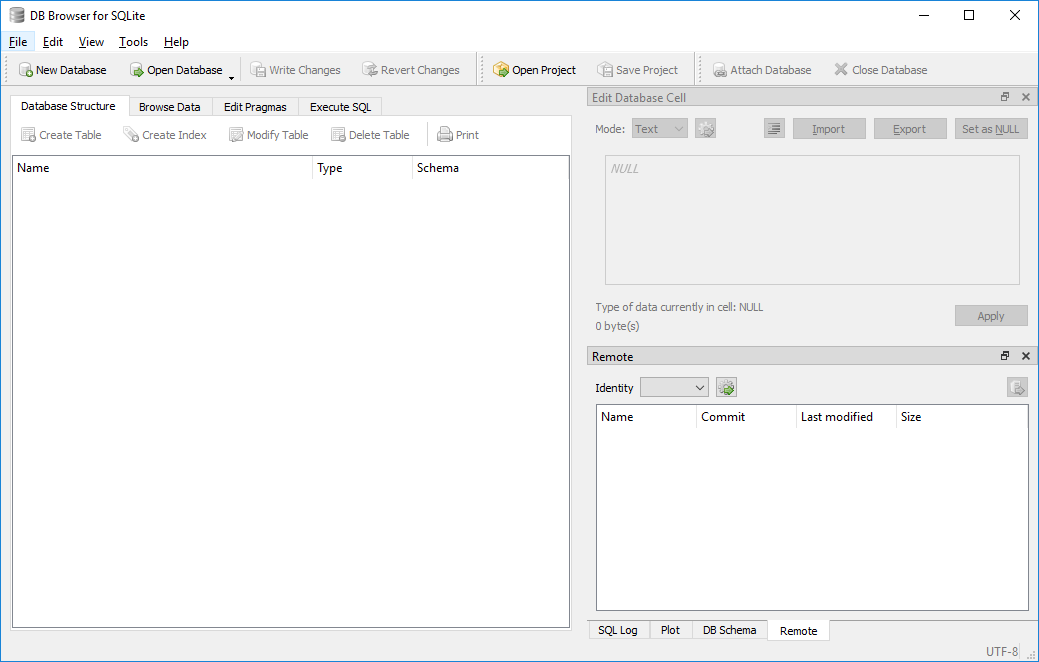 DB Browser for SQLite
File Edit View Tools Help
New Database Open Database Write Changes Revert Changes Open Project Save Project Attach Database Close Database
Database Structure Browse Data Edit Pragmas Execute SQL
Create Table Create Index Modify Table Delete Table Print
Name Type Schema
Edit Database Cell
Mode: Text Import Export Set as NULL
NULL
Type of data currently in cell: NULL
0 byte(s)
Apply
Remote
Identity
Name Commit Last modified Size
SQL Log Plot DB Schema Remote
UTF-8